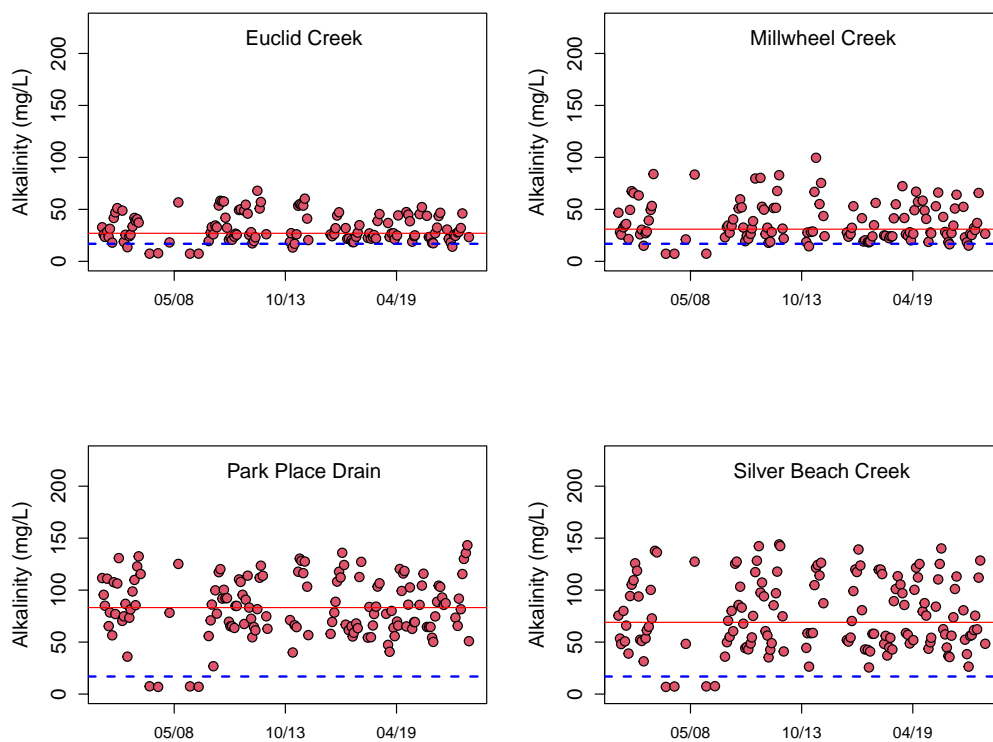 Euclid Creek
Alkalinity (mg/L)
200
150
100
50
0
05/08 10/13 04/19
Millwheel Creek
Alkalinity (mg/L)
200
150
100
50
0
05/08 10/13 04/19
Park Place Drain
Alkalinity (mg/L)
200
150
100
50
0
05/08 10/13 04/19
Silver Beach Creek
Alkalinity (mg/L)
200
150
100
50
0
05/08 10/13 04/19